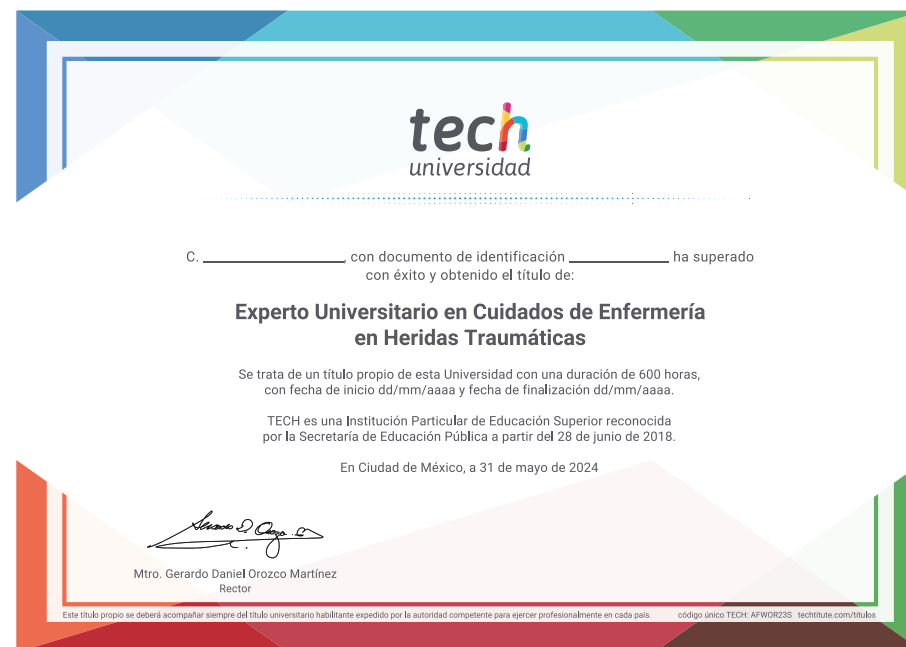 tech
universidad
C. ____________________, con documento de identificación ______________ ha superado
con éxito y obtenido el título de:
Experto Universitario en Cuidados de Enfermería
en Heridas Traumáticas
Se trata de un título propio de esta Universidad con una duración de 600 horas,
con fecha de inicio dd/mm/aaaa y fecha de finalización dd/mm/aaaa.
TECH es una Institución Particular de Educación Superior reconocida
por la Secretaría de Educación Pública a partir del 28 de junio de 2018.
En Ciudad de México, a 31 de mayo de 2024
Mtro. Gerardo Daniel Orozco Martínez
Rector
Este título propio se deberá acompañar siempre del título universitario habilitante expedido por la autoridad competente para ejercer profesionalmente en cada país. código único TECH: AFWOR23S techtitute.com/titulos